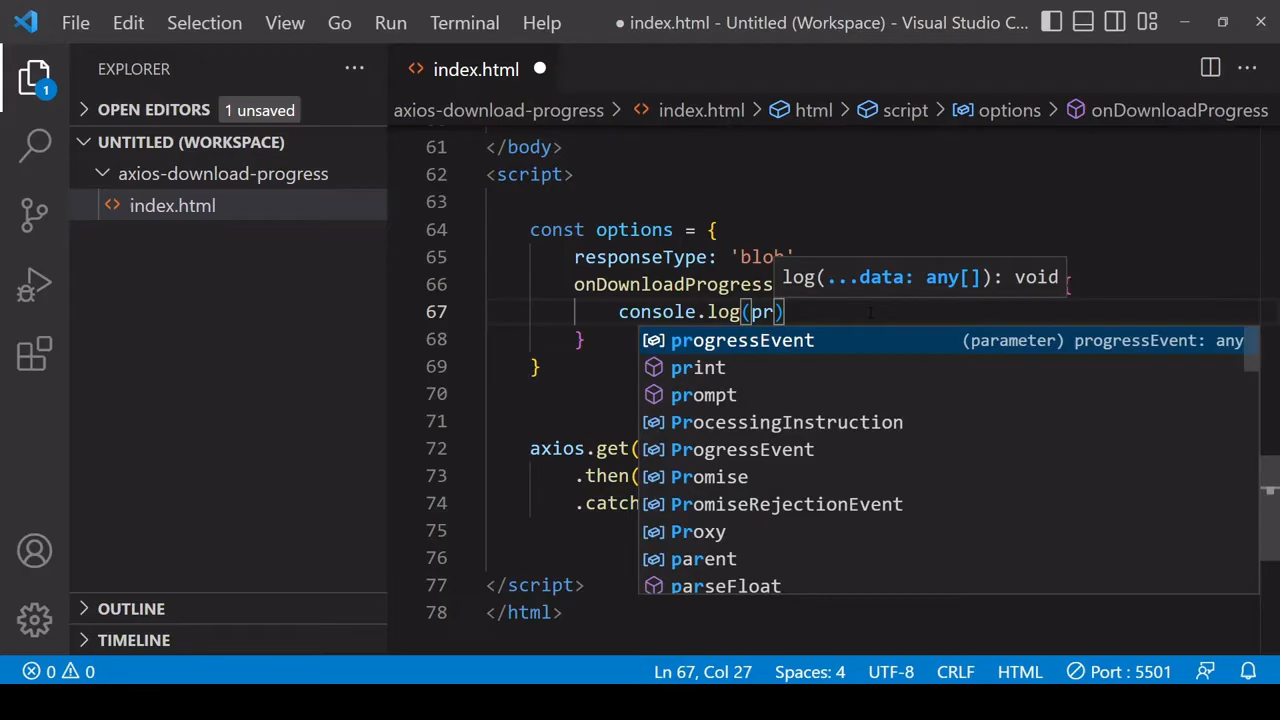 File Edit Selection View Go Run Terminal Help ● index.html - Untitled (Workspace) - Visual Studio C...
EXPLORER ...
index.html ●
1
OPEN EDITORS 1 unsaved
axios-download-progress > index.html > html > script > options > onDownloadProgress
UNTITLED (WORKSPACE)
axios-download-progress
index.html
61 </body>
62 <script>
63
64 const options = {
65 responseType: 'blob'
66 onDownloadProgress {
log(...data: any[]): void
67 console.log(pr)
68 }
69 }
70
71
72 axios.get(
73 .then(
74 .catch
75
76
77 </script>
78 </html>
progressEvent (parameter) progressEvent: any
print
prompt
ProcessingInstruction
ProgressEvent
Promise
PromiseRejectionEvent
Proxy
parent
parseFloat
OUTLINE
TIMELINE
0 0 Ln 67, Col 27 Spaces: 4 UTF-8 CRLF HTML Port : 5501